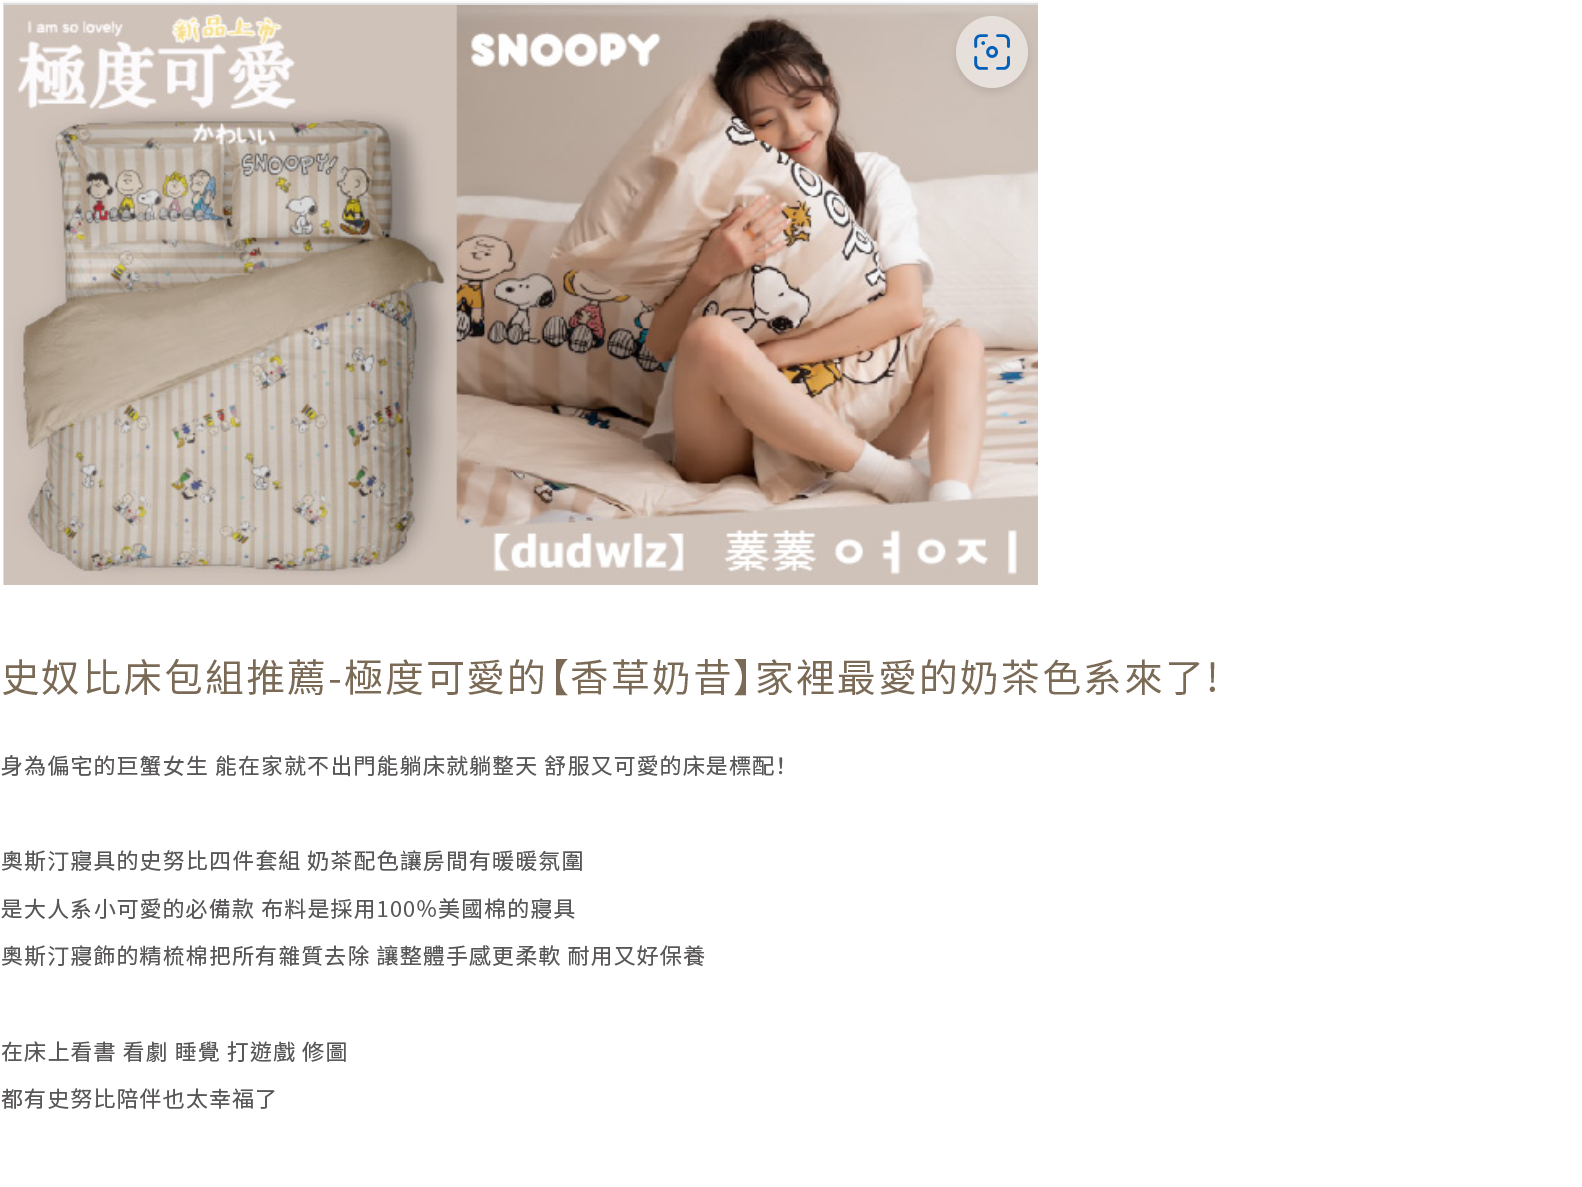 I am so lovely
新品上市
極度可愛
かわいい
SNOOPY!
SNOOPY
【dudwlz】 蓁蓁 ㅇㅕㅇㅈㅣ
史奴比床包組推薦-極度可愛的【香草奶昔】家裡最愛的奶茶色系來了!
身為偏宅的巨蟹女生 能在家就不出門能躺床就躺整天 舒服又可愛的床是標配!
奧斯汀寢具的史努比四件套組 奶茶配色讓房間有暖暖氛圍
是大人系小可愛的必備款 布料是採用100%美國棉的寢具
奧斯汀寢飾的精梳棉把所有雜質去除 讓整體手感更柔軟 耐用又好保養
在床上看書 看劇 睡覺 打遊戲 修圖
都有史努比陪伴也太幸福了